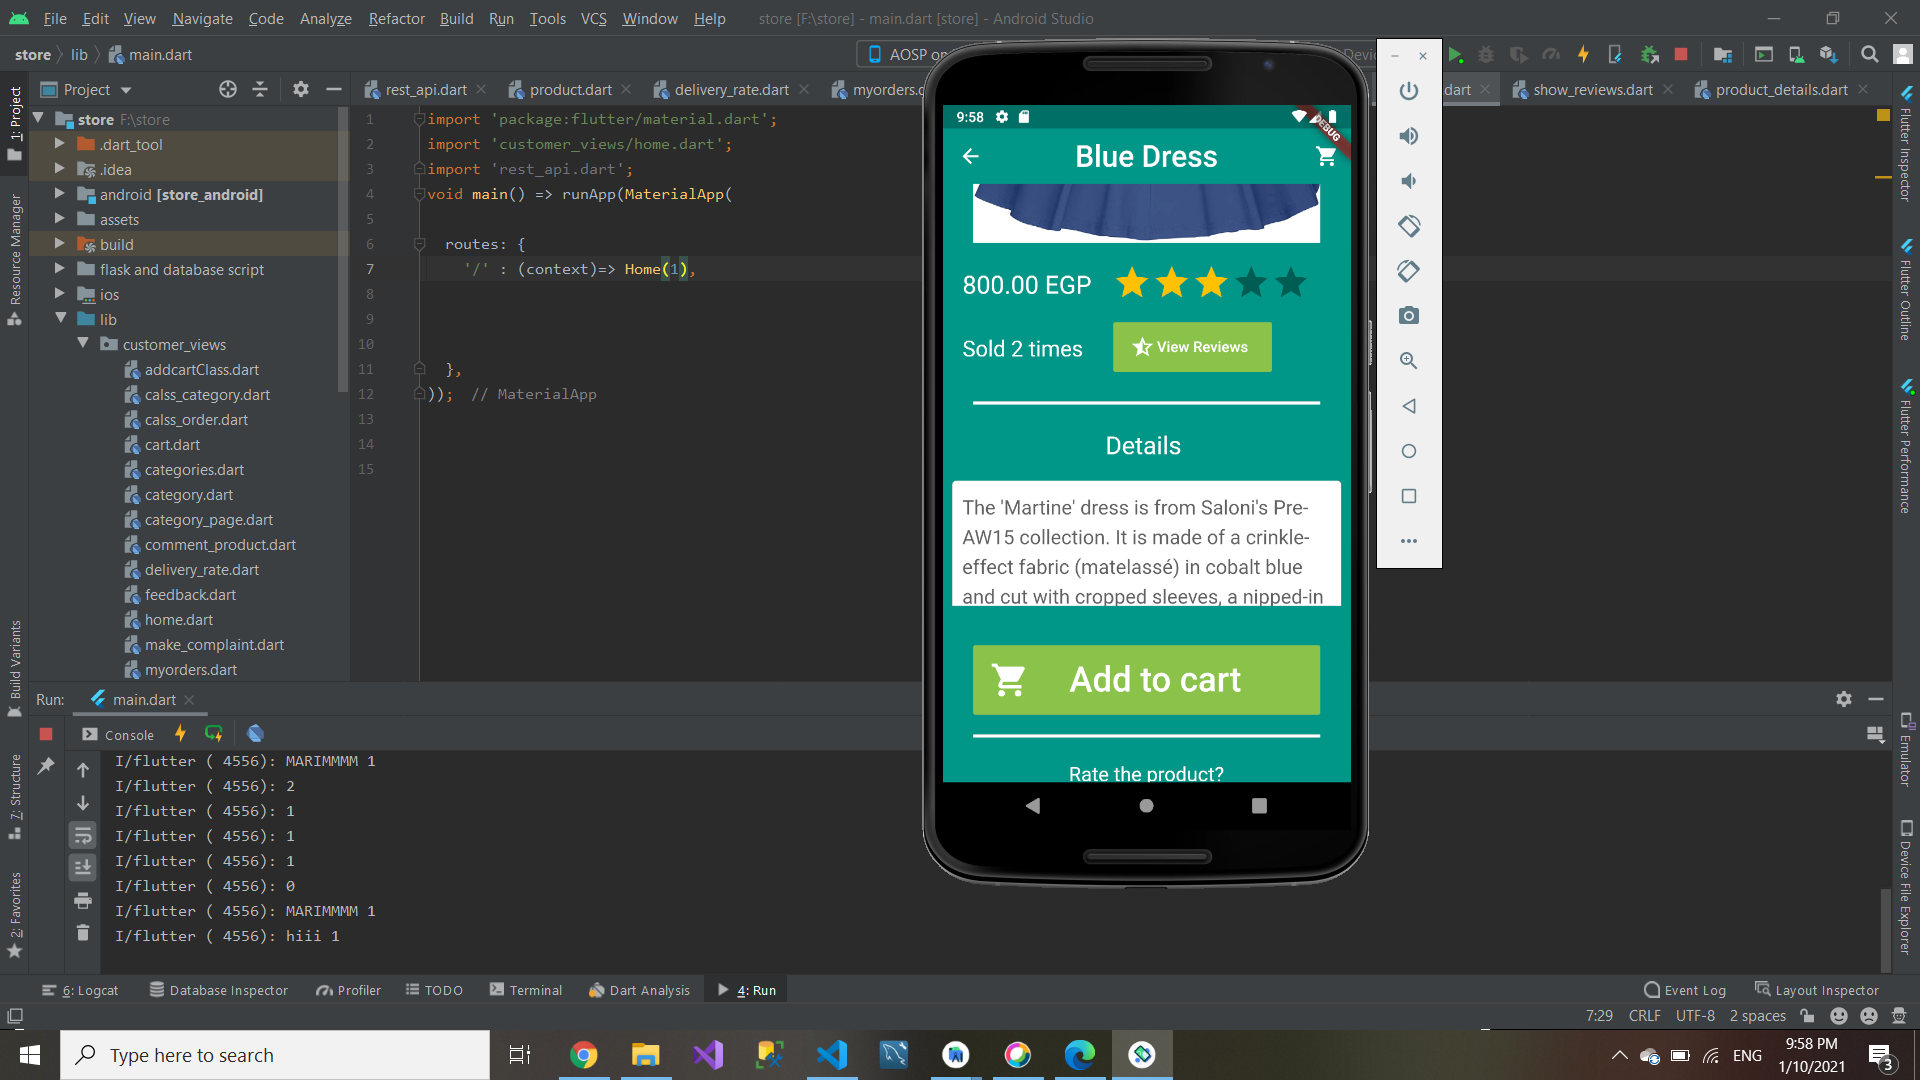 File Edit View Navigate Code Analyze Refactor Build Run Tools VCS Window Help store [F:\store] - main.dart [store] - Android Studio
store lib main.dart
AOSP on
Project
rest_api.dart product.dart delivery_rate.dart myorders.d dart show_reviews.dart product_details.dart
store F:\store
.dart_tool
.idea
android [store_android]
assets
build
flask and database script
ios
lib
customer_views
addcartClass.dart
calss_category.dart
calss_order.dart
cart.dart
categories.dart
category.dart
category_page.dart
comment_product.dart
delivery_rate.dart
feedback.dart
home.dart
make_complaint.dart
myorders.dart
1 import 'package:flutter/material.dart';
2 import 'customer_views/home.dart';
3 import 'rest_api.dart';
4 void main() => runApp(MaterialApp(
5
6 routes: {
7 '/' : (context)=> Home(1),
8
9
10
11 },
12 )); // MaterialApp
13
14
15
9:58
DEBUG
Blue Dress
800.00 EGP
Sold 2 times
View Reviews
Details
The 'Martine' dress is from Saloni's Pre-
AW15 collection. It is made of a crinkle-
effect fabric (matelassé) in cobalt blue
and cut with cropped sleeves, a nipped-in
Add to cart
Rate the product?
1: Project
Resource Manager
Build Variants
7: Structure
2: Favorites
Flutter Inspector
Flutter Outline
Flutter Performance
Emulator
Device File Explorer
Run: main.dart
Console
I/flutter ( 4556): MARIMMMM 1
I/flutter ( 4556): 2
I/flutter ( 4556): 1
I/flutter ( 4556): 1
I/flutter ( 4556): 1
I/flutter ( 4556): 0
I/flutter ( 4556): MARIMMMM 1
I/flutter ( 4556): hiii 1
6: Logcat Database Inspector Profiler TODO Terminal Dart Analysis 4: Run Event Log Layout Inspector
7:29 CRLF UTF-8 2 spaces
Type here to search
ENG
9:58 PM
1/10/2021
3